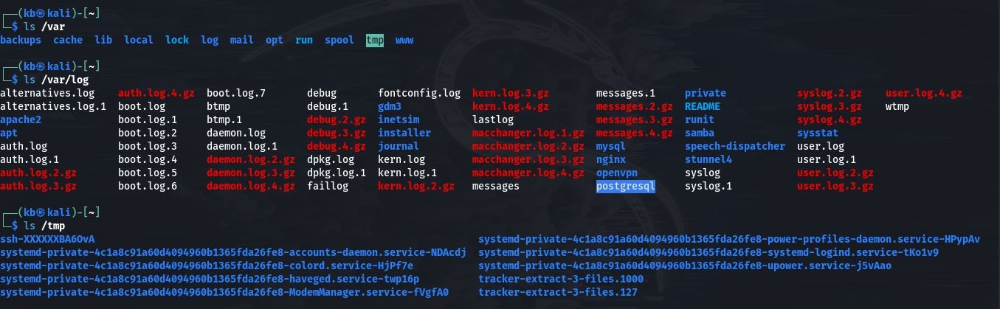 ┌──(kb㉿kali)-[~]
└─$ ls /var
backups  cache  lib  local  lock  log  mail  opt  run  spool  tmp  www

┌──(kb㉿kali)-[~]
└─$ ls /var/log
alternatives.log    auth.log.4.gz  boot.log.7       debug         fontconfig.log  kern.log.3.gz        messages.1     private            syslog.2.gz  user.log.4.gz
alternatives.log.1  boot.log       btmp             debug.1       gdm3            kern.log.4.gz        messages.2.gz  README             syslog.3.gz  wtmp
apache2             boot.log.1     btmp.1           debug.2.gz    inetsim         lastlog              messages.3.gz  runit              syslog.4.gz
apt                 boot.log.2     daemon.log       debug.3.gz    installer       macchanger.log.1.gz  messages.4.gz  samba              sysstat
auth.log            boot.log.3     daemon.log.1     debug.4.gz    journal         macchanger.log.2.gz  mysql          speech-dispatcher  user.log
auth.log.1          boot.log.4     daemon.log.2.gz  dpkg.log      kern.log        macchanger.log.3.gz  nginx          stunnel4           user.log.1
auth.log.2.gz       boot.log.5     daemon.log.3.gz  dpkg.log.1    kern.log.1      macchanger.log.4.gz  openvpn        syslog             user.log.2.gz
auth.log.3.gz       boot.log.6     daemon.log.4.gz  faillog       kern.log.2.gz   messages             postgresql     syslog.1           user.log.3.gz

┌──(kb㉿kali)-[~]
└─$ ls /tmp
ssh-XXXXXXBA6OvA                                                              systemd-private-4c1a8c91a60d4094960b1365fda26fe8-power-profiles-daemon.service-HPypAv
systemd-private-4c1a8c91a60d4094960b1365fda26fe8-accounts-daemon.service-NDAcdj  systemd-private-4c1a8c91a60d4094960b1365fda26fe8-systemd-logind.service-tKo1v9
systemd-private-4c1a8c91a60d4094960b1365fda26fe8-colord.service-HjPf7e           systemd-private-4c1a8c91a60d4094960b1365fda26fe8-upower.service-j5vAao
systemd-private-4c1a8c91a60d4094960b1365fda26fe8-haveged.service-twp16p          tracker-extract-3-files.1000
systemd-private-4c1a8c91a60d4094960b1365fda26fe8-ModemManager.service-fVgfA0     tracker-extract-3-files.127